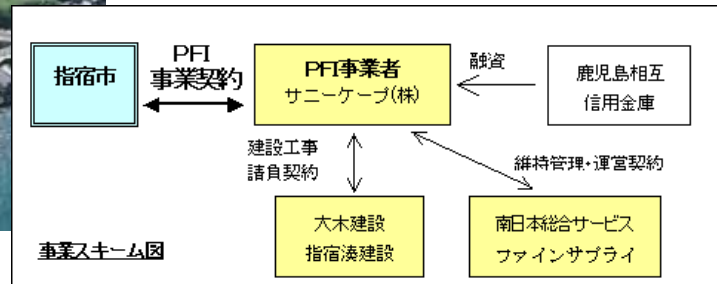 指宿市
PFI
事業契約
PFI事業者
サニーケープ(株)
融資
鹿児島相互
信用金庫
建設工事
請負契約
維持管理・運営契約
大木建設
指宿湊建設
南日本総合サービス
ファインサプライ
事業スキーム図